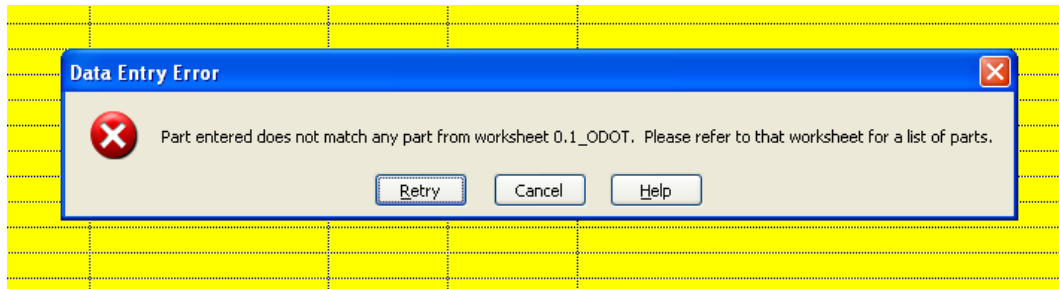 Data Entry Error
Part entered does not match any part from worksheet 0.1_ODOT.  Please refer to that worksheet for a list of parts.
Retry Cancel Help